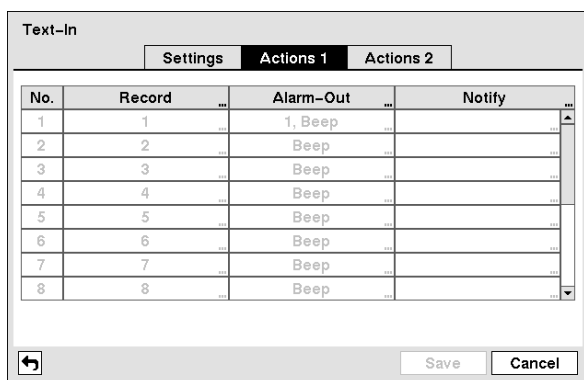 Text-In
Settings Actions 1 Actions 2
No. Record ... Alarm-Out ... Notify ...
1 1 ... 1, Beep ... ...
2 2 ... Beep ... ...
3 3 ... Beep ... ...
4 4 ... Beep ... ...
5 5 ... Beep ... ...
6 6 ... Beep ... ...
7 7 ... Beep ... ...
8 8 ... Beep ... ...
Save Cancel